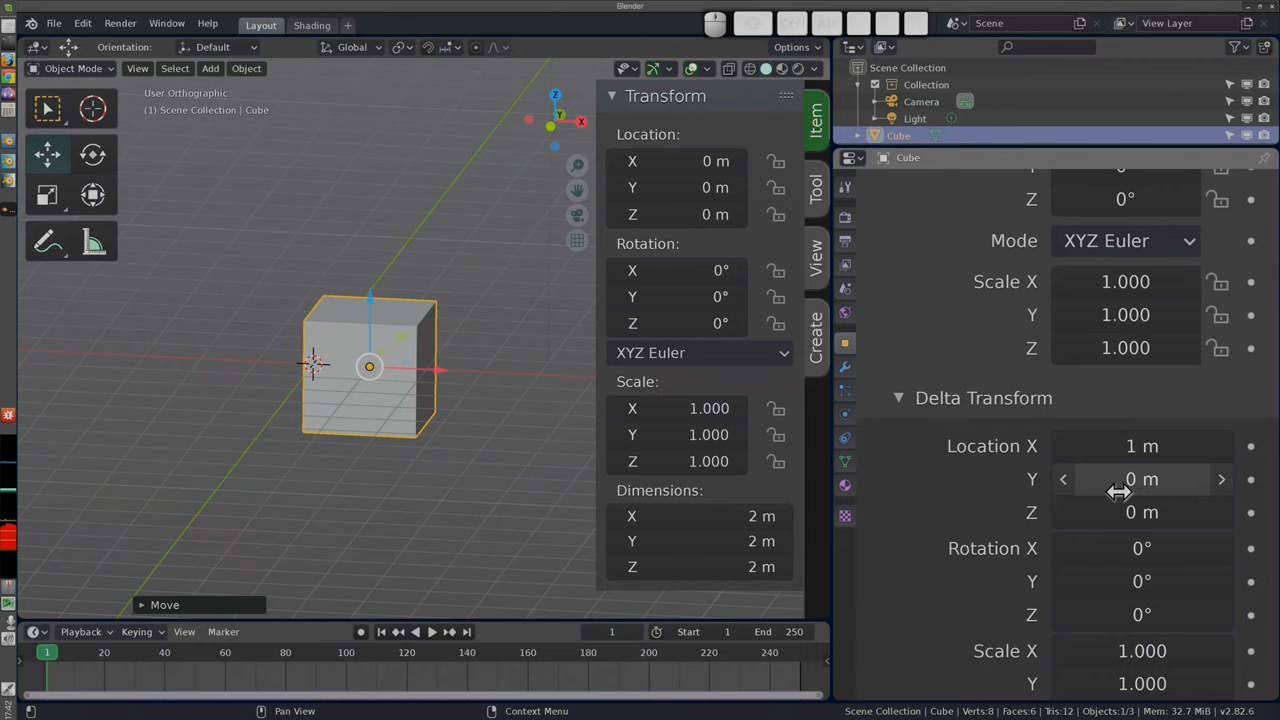 Blender
File Edit Render Window Help
Layout Shading +
Ctrl Alt
Scene
View Layer
Orientation: Default
Global
Options
Object Mode View Select Add Object
User Orthographic
(1) Scene Collection | Cube
Z
Y
X
Transform
Location:
X 0 m
Y 0 m
Z 0 m
Rotation:
X 0°
Y 0°
Z 0°
XYZ Euler
Scale:
X 1.000
Y 1.000
Z 1.000
Dimensions:
X 2 m
Y 2 m
Z 2 m
Item
Tool
View
Create
Move
Scene Collection
Collection
Camera
Light
Cube
Cube
Z 0°
Mode XYZ Euler
Scale X 1.000
Y 1.000
Z 1.000
Delta Transform
Location X 1 m
Y 0 m
Z 0 m
Rotation X 0°
Y 0°
Z 0°
Scale X 1.000
Y 1.000
Playback Keying View Marker
1 Start 1 End 250
1 20 40 60 80 100 120 140 160 180 200 220 240
17:42
Pan View
Context Menu
Scene Collection | Cube | Verts:8 | Faces:6 | Tris:12 | Objects:1/3 | Mem: 32.7 MiB | v2.82.6